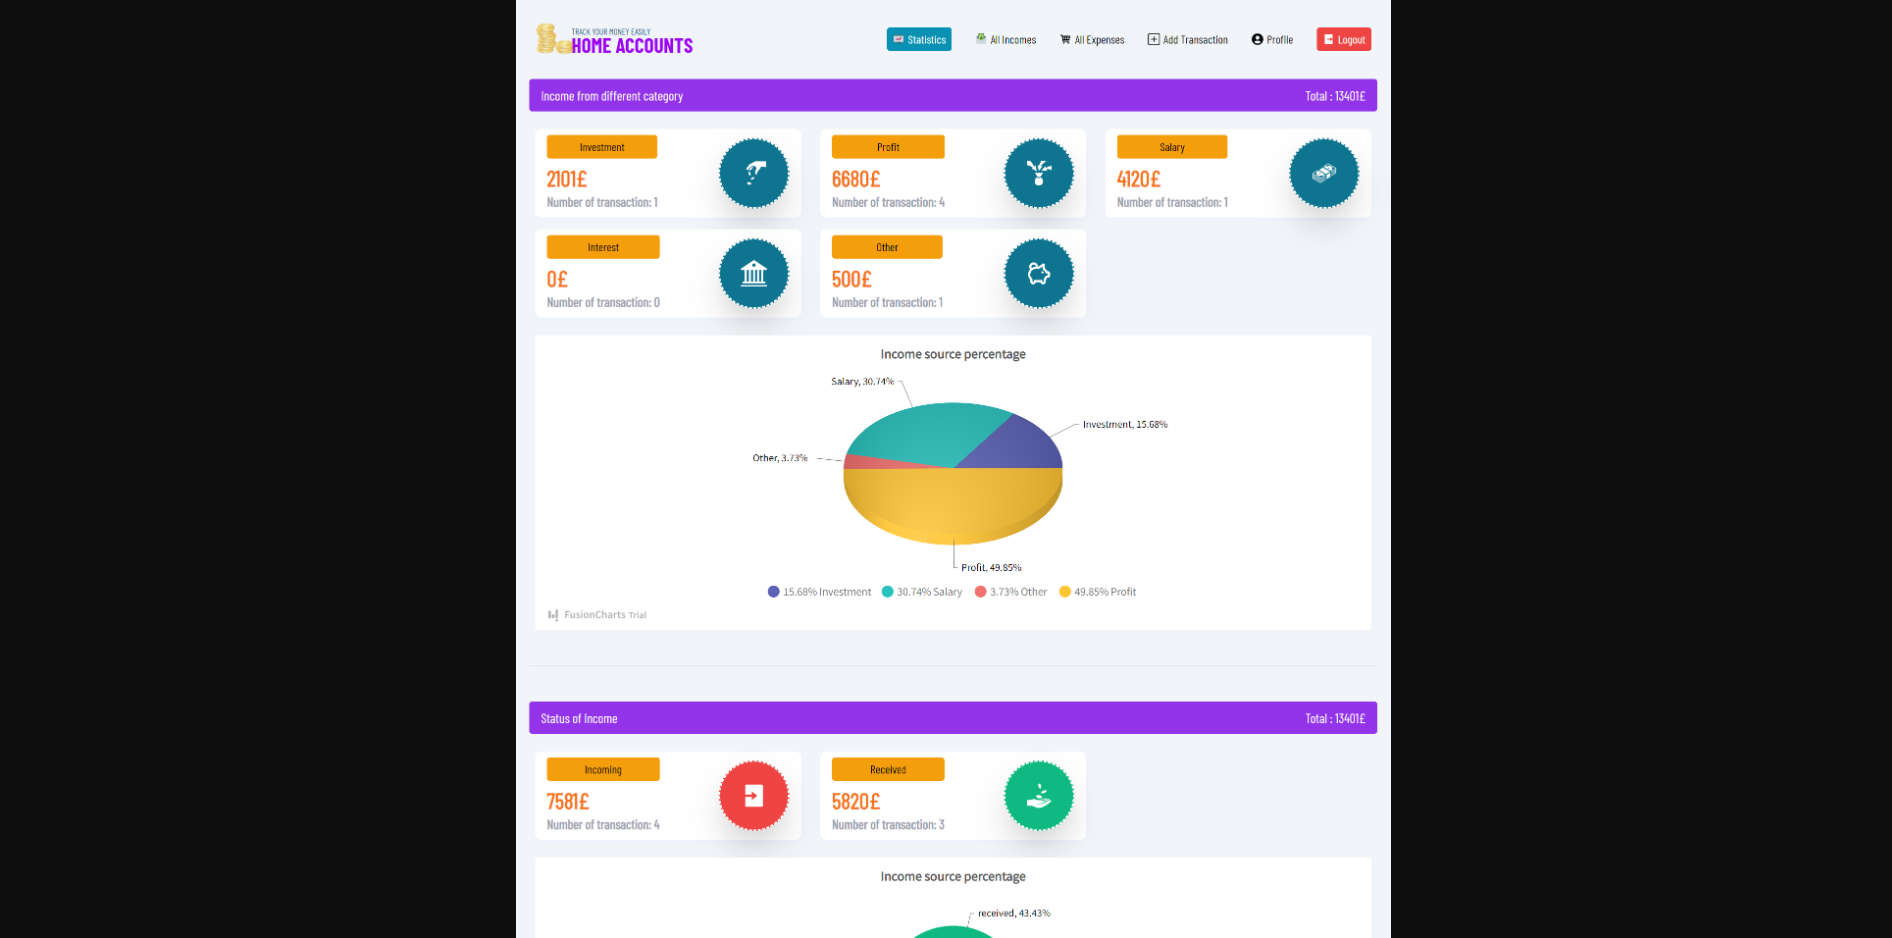 TRACK YOUR MONEY EASILY
HOME ACCOUNTS
Statistics
All Incomes
All Expenses
Add Transaction
Profile
Logout
Income from different category
Total : 13401£
Investment
2101£
Number of transaction: 1
Profit
6680£
Number of transaction: 4
Salary
4120£
Number of transaction: 1
Interest
0£
Number of transaction: 0
Other
500£
Number of transaction: 1
Income source percentage
Salary, 30.74%
Investment, 15.68%
Other, 3.73%
Profit, 49.85%
15.68% Investment
30.74% Salary
3.73% Other
49.85% Profit
FusionCharts Trial
Status of Income
Total : 13401£
Incoming
7581£
Number of transaction: 4
Received
5820£
Number of transaction: 3
Income source percentage
received, 43.43%